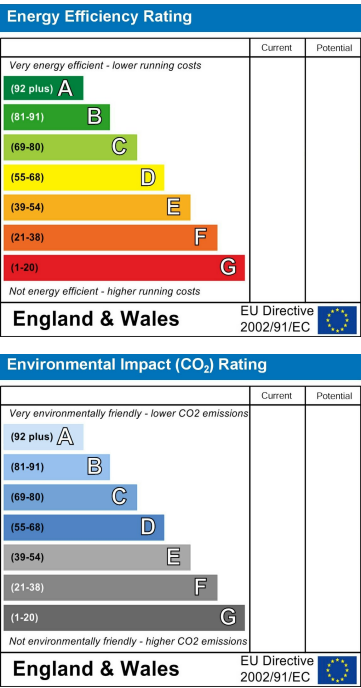 Energy Efficiency Rating
Current Potential
Very energy efficient - lower running costs
(92 plus) A
(81-91) B
(69-80) C
(55-68) D
(39-54) E
(21-38) F
(1-20) G
Not energy efficient - higher running costs
England & Wales
EU Directive
2002/91/EC
Environmental Impact (CO2) Rating
Current Potential
Very environmentally friendly - lower CO2 emissions
(92 plus) A
(81-91) B
(69-80) C
(55-68) D
(39-54) E
(21-38) F
(1-20) G
Not environmentally friendly - higher CO2 emissions
England & Wales
EU Directive
2002/91/EC